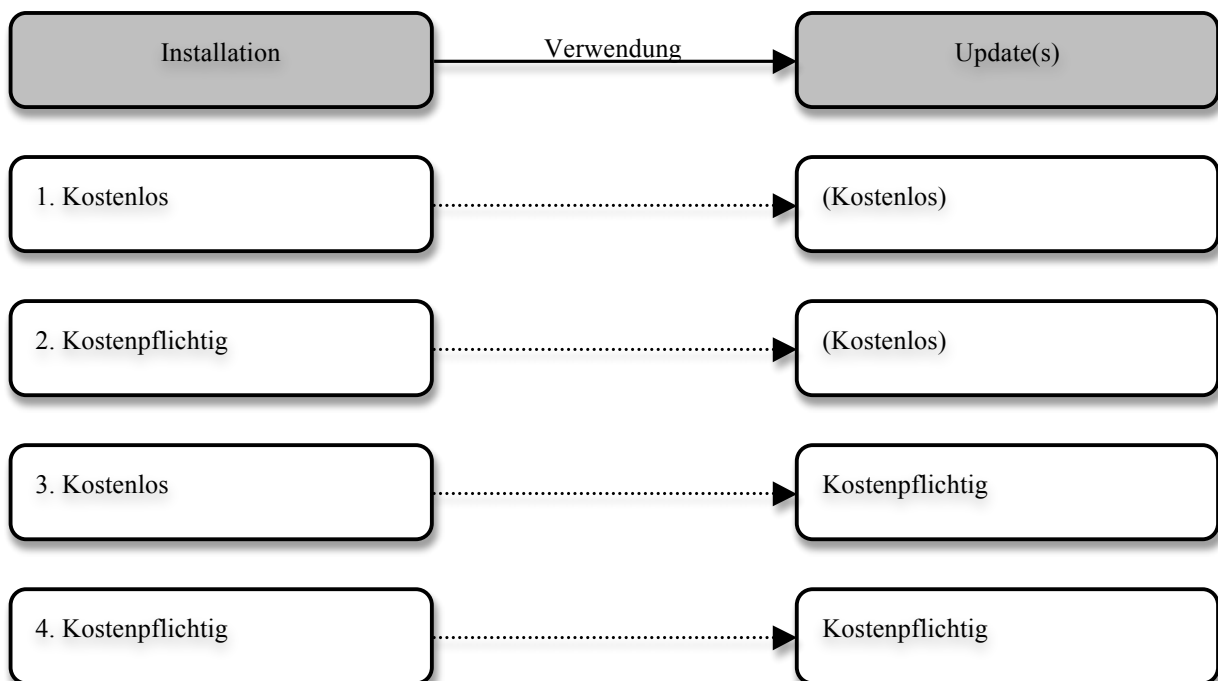 Installation
Verwendung
Update(s)
1. Kostenlos
(Kostenlos)
2. Kostenpflichtig
(Kostenlos)
3. Kostenlos
Kostenpflichtig
4. Kostenpflichtig
Kostenpflichtig